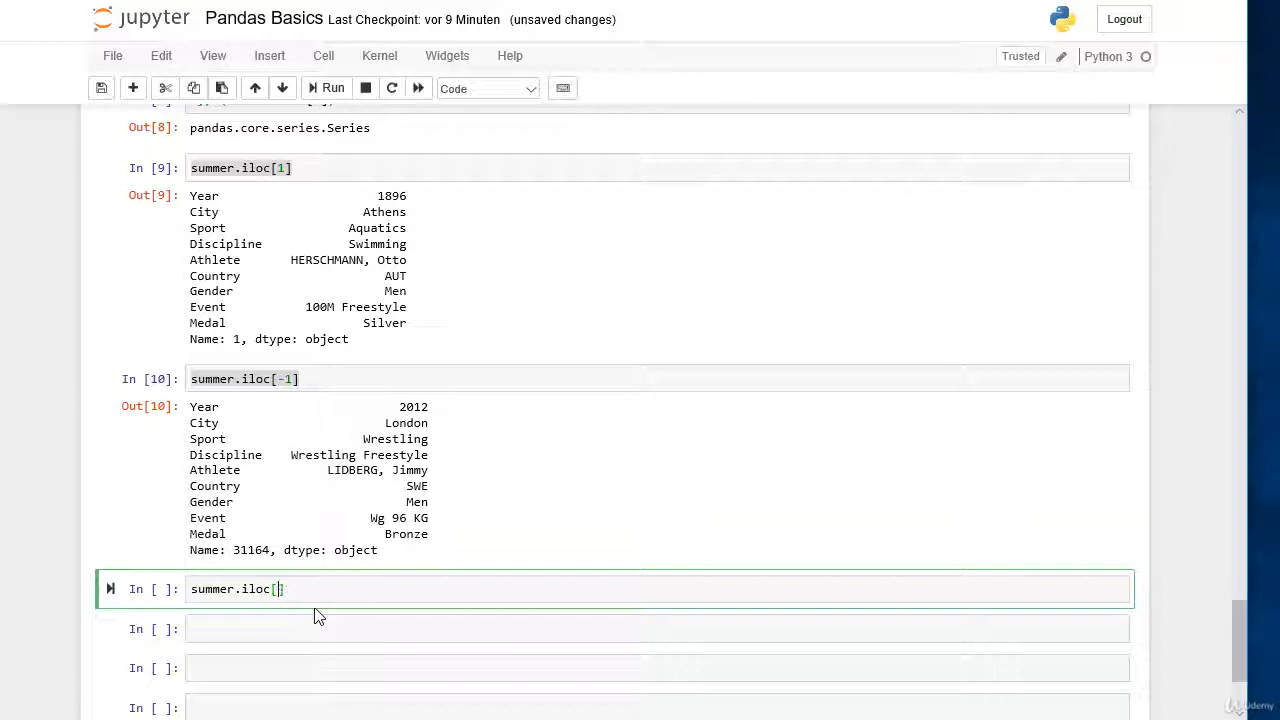 jupyter Pandas Basics Last Checkpoint: vor 9 Minuten (unsaved changes) Logout
File Edit View Insert Cell Kernel Widgets Help Trusted Python 3
Run Code
Out[8]: pandas.core.series.Series
In [9]: summer.iloc[1]
Out[9]: Year 1896
City Athens
Sport Aquatics
Discipline Swimming
Athlete HERSCHMANN, Otto
Country AUT
Gender Men
Event 100M Freestyle
Medal Silver
Name: 1, dtype: object
In [10]: summer.iloc[-1]
Out[10]: Year 2012
City London
Sport Wrestling
Discipline Wrestling Freestyle
Athlete LIDBERG, Jimmy
Country SWE
Gender Men
Event Wg 96 KG
Medal Bronze
Name: 31164, dtype: object
In [ ]: summer.iloc[]
In [ ]:
In [ ]:
In [ ]:
Udemy